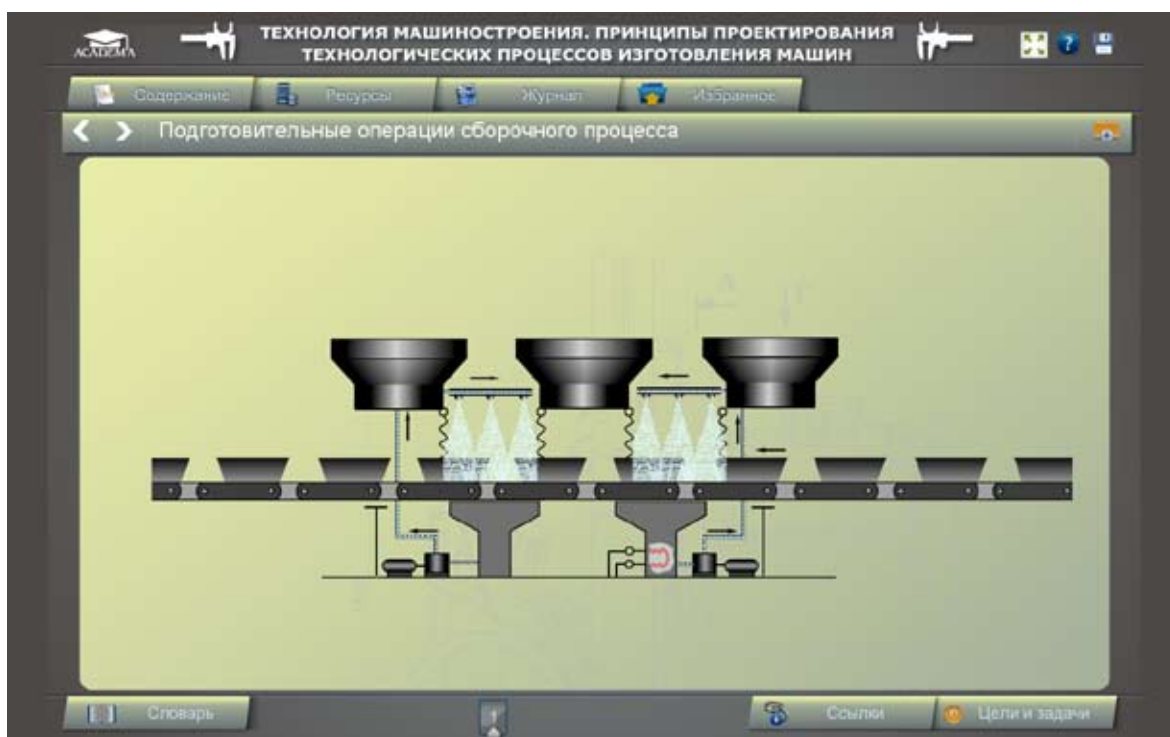 ТЕХНОЛОГИЯ МАШИНОСТРОЕНИЯ. ПРИНЦИПЫ ПРОЕКТИРОВАНИЯ
ТЕХНОЛОГИЧЕСКИХ ПРОЦЕССОВ ИЗГОТОВЛЕНИЯ МАШИН
ACADEMA
Содержание
Ресурсы
Журнал
Избранное
Подготовительные операции сборочного процесса
Словарь
1
Ссылки
Цели и задачи